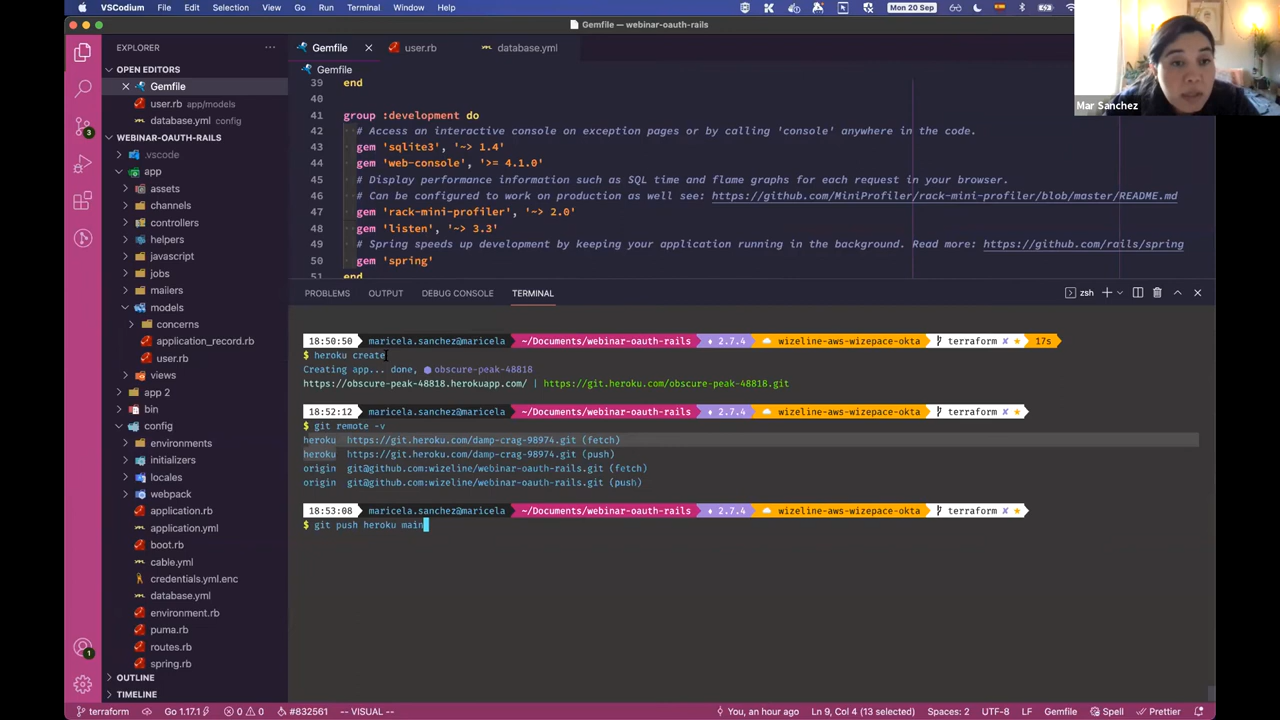 VSCodium File Edit Selection View Go Run Terminal Window Help Mon 20 Sep
Gemfile — webinar-oauth-rails
EXPLORER
OPEN EDITORS
Gemfile
user.rb app/models
database.yml config
WEBINAR-OAUTH-RAILS
.vscode
app
assets
channels
controllers
helpers
javascript
jobs
mailers
models
concerns
application_record.rb
user.rb
views
app 2
bin
config
environments
initializers
locales
webpack
application.rb
application.yml
boot.rb
cable.yml
credentials.yml.enc
database.yml
environment.rb
puma.rb
routes.rb
spring.rb
OUTLINE
TIMELINE
3
1
Gemfile user.rb database.yml
Gemfile
39 end
40
41 group :development do
42 # Access an interactive console on exception pages or by calling 'console' anywhere in the code.
43 gem 'sqlite3', '~> 1.4'
44 gem 'web-console', '>= 4.1.0'
45 # Display performance information such as SQL time and flame graphs for each request in your browser.
46 # Can be configured to work on production as well see: https://github.com/MiniProfiler/rack-mini-profiler/blob/master/README.md
47 gem 'rack-mini-profiler', '~> 2.0'
48 gem 'listen', '~> 3.3'
49 # Spring speeds up development by keeping your application running in the background. Read more: https://github.com/rails/spring
50 gem 'spring'
51 end
PROBLEMS OUTPUT DEBUG CONSOLE TERMINAL zsh
18:50:50 maricela.sanchez@maricela ~/Documents/webinar-oauth-rails 2.7.4 wizeline-aws-wizepace-okta terraform ✘ ★ 17s
$ heroku create
Creating app... done, ⬢ obscure-peak-48818
https://obscure-peak-48818.herokuapp.com/ | https://git.heroku.com/obscure-peak-48818.git
18:52:12 maricela.sanchez@maricela ~/Documents/webinar-oauth-rails 2.7.4 wizeline-aws-wizepace-okta terraform ✘ ★
$ git remote -v
heroku https://git.heroku.com/damp-crag-98974.git (fetch)
heroku https://git.heroku.com/damp-crag-98974.git (push)
origin git@github.com:wizeline/webinar-oauth-rails.git (fetch)
origin git@github.com:wizeline/webinar-oauth-rails.git (push)
18:53:08 maricela.sanchez@maricela ~/Documents/webinar-oauth-rails 2.7.4 wizeline-aws-wizepace-okta terraform ✘ ★
$ git push heroku main
Mar Sanchez
terraform Go 1.17.1 0 0 #832561 -- VISUAL -- You, an hour ago Ln 9, Col 4 (13 selected) Spaces: 2 UTF-8 LF Gemfile Spell Prettier